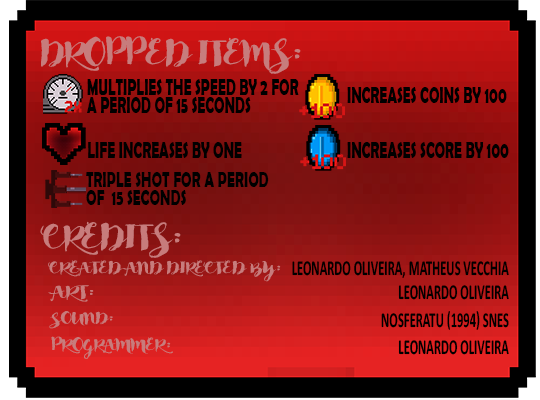 DROPPED ITEMS:
MULTIPLIES THE SPEED BY 2 FOR
A PERIOD OF 15 SECONDS
INCREASES COINS BY 100
+100
LIFE INCREASES BY ONE
INCREASES SCORE BY 100
+100
TRIPLE SHOT FOR A PERIOD
OF 15 SECONDS
CREDITS:
CREATED AND DIRECTED BY: LEONARDO OLIVEIRA, MATHEUS VECCHIA
ART: LEONARDO OLIVEIRA
SOUND: NOSFERATU (1994) SNES
PROGRAMMER: LEONARDO OLIVEIRA